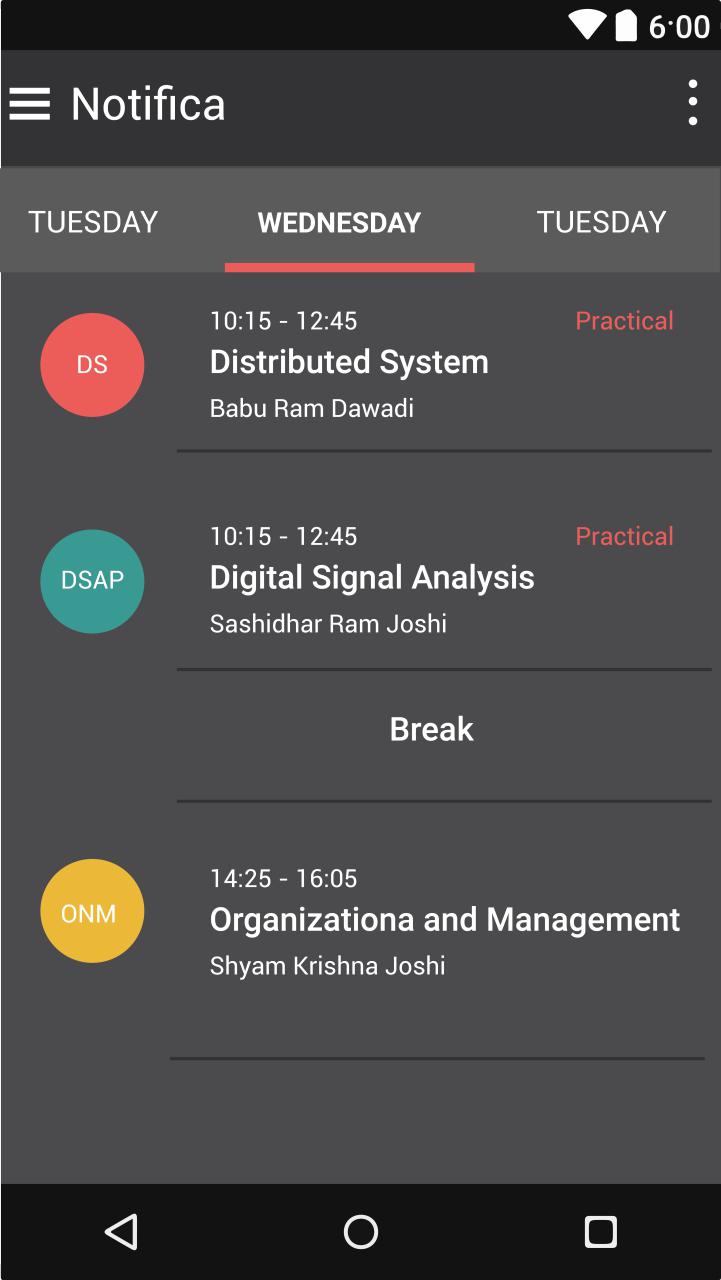 6:00
Notifica
TUESDAY WEDNESDAY TUESDAY
10:15 - 12:45 Practical
DS Distributed System
Babu Ram Dawadi
10:15 - 12:45 Practical
DSAP Digital Signal Analysis
Sashidhar Ram Joshi
Break
14:25 - 16:05
ONM Organizationa and Management
Shyam Krishna Joshi